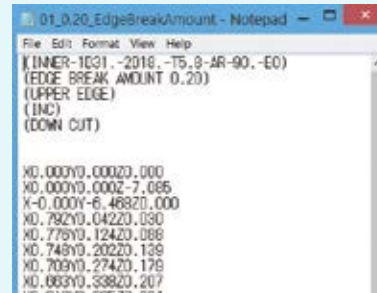 01_0.20_EdgeBreakAmount - Notepad
File Edit Format View Help
(INNER-1D31.-2018.-T5.8-AR-90.-E0)
(EDGE BREAK AMOUNT 0.20)
(UPPER EDGE)
(INC)
(DOWN CUT)
X0.000Y0.000Z0.000
X0.000Y0.000Z-7.085
X-0.000Y-6.468Z0.000
X0.792Y0.042Z0.030
X0.776Y0.124Z0.088
X0.748Y0.202Z0.139
X0.709Y0.274Z0.179
X0.663Y0.338Z0.207